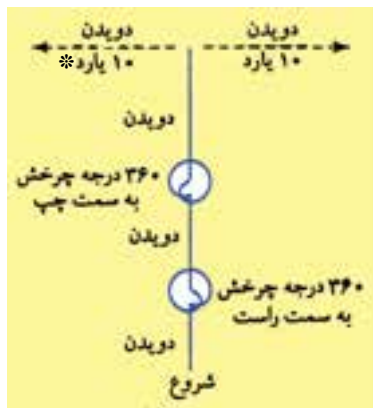 دویدن
۱۰ یارد
دویدن
۱۰ یارد*
دویدن
۳۶۰ درجه چرخش
به سمت چپ
دویدن
۳۶۰ درجه چرخش
به سمت راست
دویدن
شروع